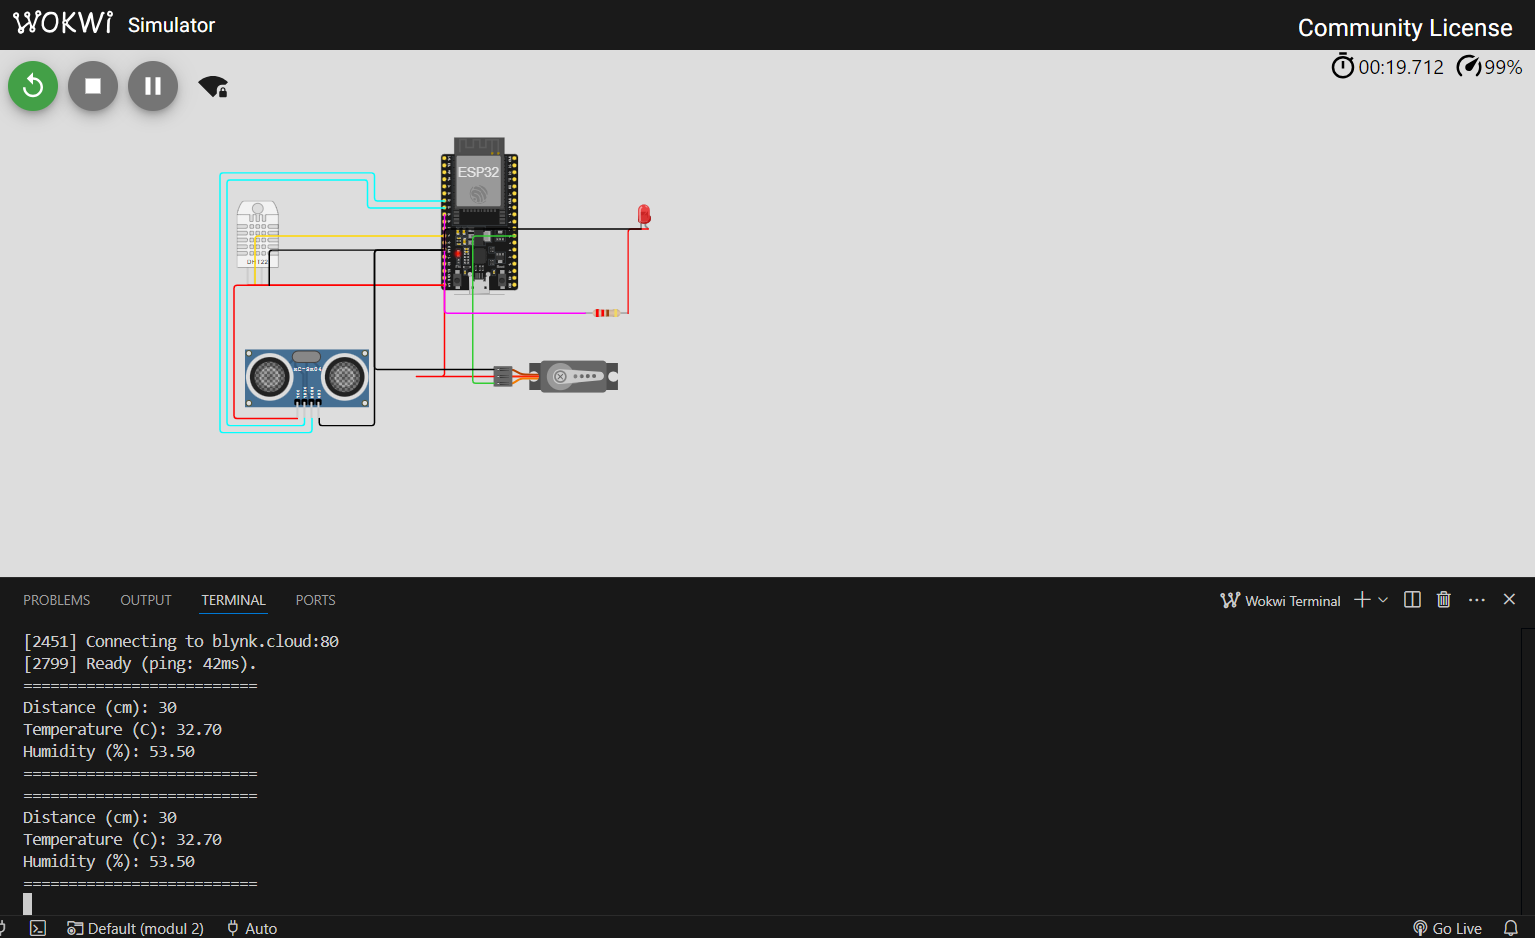 WOKWi Simulator
Community License
00:19.712 99%
ESP32
DHT22
HC-SR04
PROBLEMS OUTPUT TERMINAL PORTS
Wokwi Terminal
[2451] Connecting to blynk.cloud:80
[2799] Ready (ping: 42ms).
==========================
Distance (cm): 30
Temperature (C): 32.70
Humidity (%): 53.50
==========================
==========================
Distance (cm): 30
Temperature (C): 32.70
Humidity (%): 53.50
==========================
Default (modul 2) Auto
Go Live